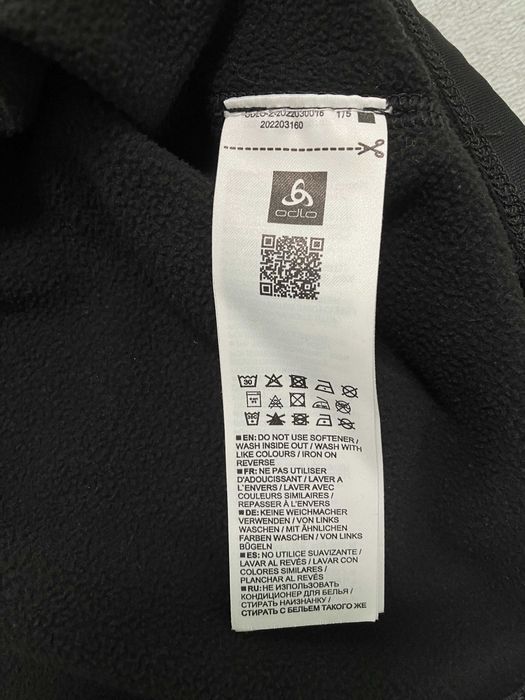 175
202203160
odlo
EN: DO NOT USE SOFTENER /
WASH INSIDE OUT / WASH WITH
LIKE COLOURS / IRON ON
REVERSE
FR: NE PAS UTILISER
D'ADOUCISSANT / LAVER A
L'ENVERS / LAVER AVEC
COULEURS SIMILAIRES /
REPASSER À L'ENVERS
DE: KEINE WEICHMACHER
VERWENDEN / VON LINKS
WASCHEN / MIT ÄHNLICHEN
FARBEN WASCHEN / VON LINKS
BÜGELN
ES: NO UTILICE SUAVIZANTE /
LAVAR AL REVÉS / LAVAR CON
COLORES SIMILARES /
PLANCHAR AL REVÉS
RU: НЕ ИСПОЛЬЗОВАТЬ
КОНДИЦИОНЕР ДЛЯ БЕЛЬЯ /
СТИРАТЬ НАИЗНАНКУ /
СТИРАТЬ С БЕЛЬЕМ ТАКОГО ЖЕ